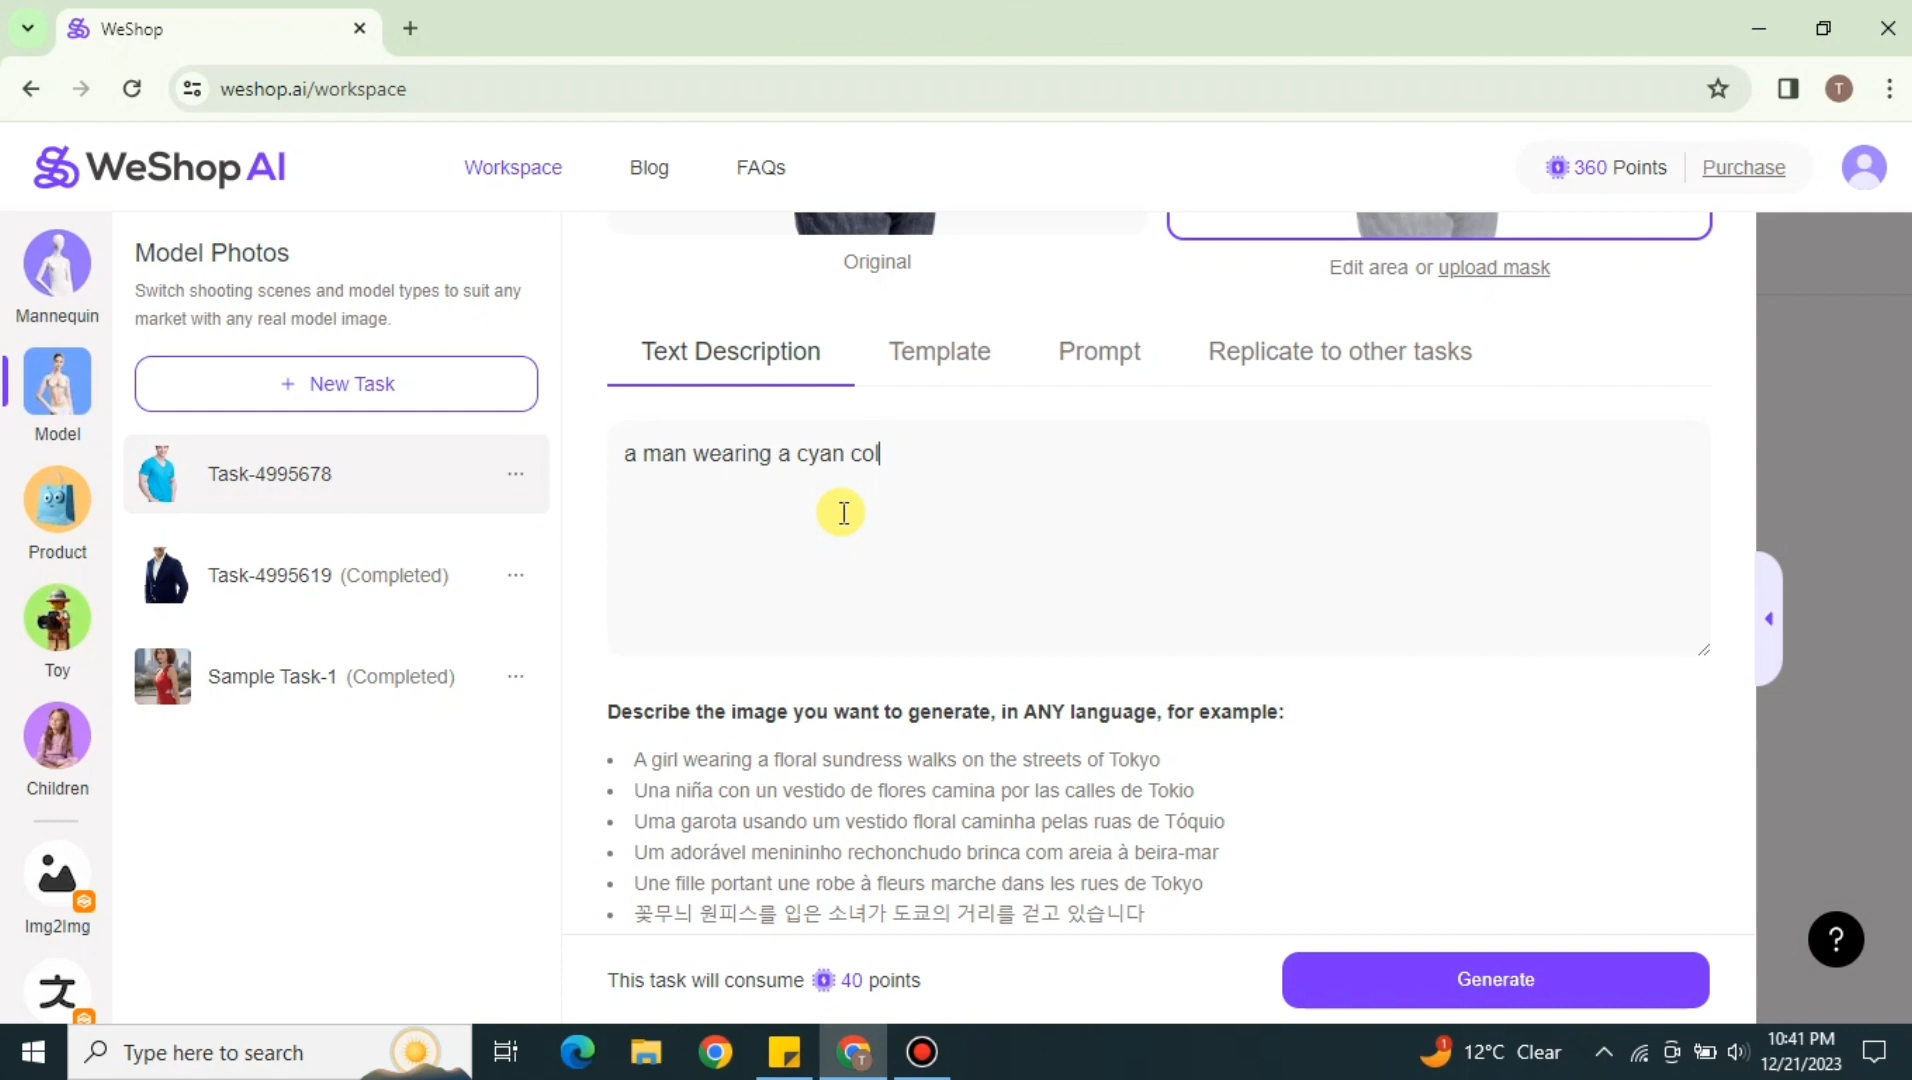 WeShop
weshop.ai/workspace
T
WeShop AI
Workspace
Blog
FAQs
360 Points
Purchase
Mannequin
Model
Product
Toy
Children
Img2Img
文
Model Photos
Switch shooting scenes and model types to suit any
market with any real model image.
+ New Task
Task-4995678
Task-4995619 (Completed)
Sample Task-1 (Completed)
Original
Edit area or upload mask
Text Description
Template
Prompt
Replicate to other tasks
a man wearing a cyan col
Describe the image you want to generate, in ANY language, for example:
• A girl wearing a floral sundress walks on the streets of Tokyo
• Una niña con un vestido de flores camina por las calles de Tokio
• Uma garota usando um vestido floral caminha pelas ruas de Tóquio
• Um adorável menininho rechonchudo brinca com areia à beira-mar
• Une fille portant une robe à fleurs marche dans les rues de Tokyo
• 꽃무늬 원피스를 입은 소녀가 도쿄의 거리를 걷고 있습니다
This task will consume 40 points
Generate
?
Type here to search
T
1
12°C Clear
10:41 PM
12/21/2023